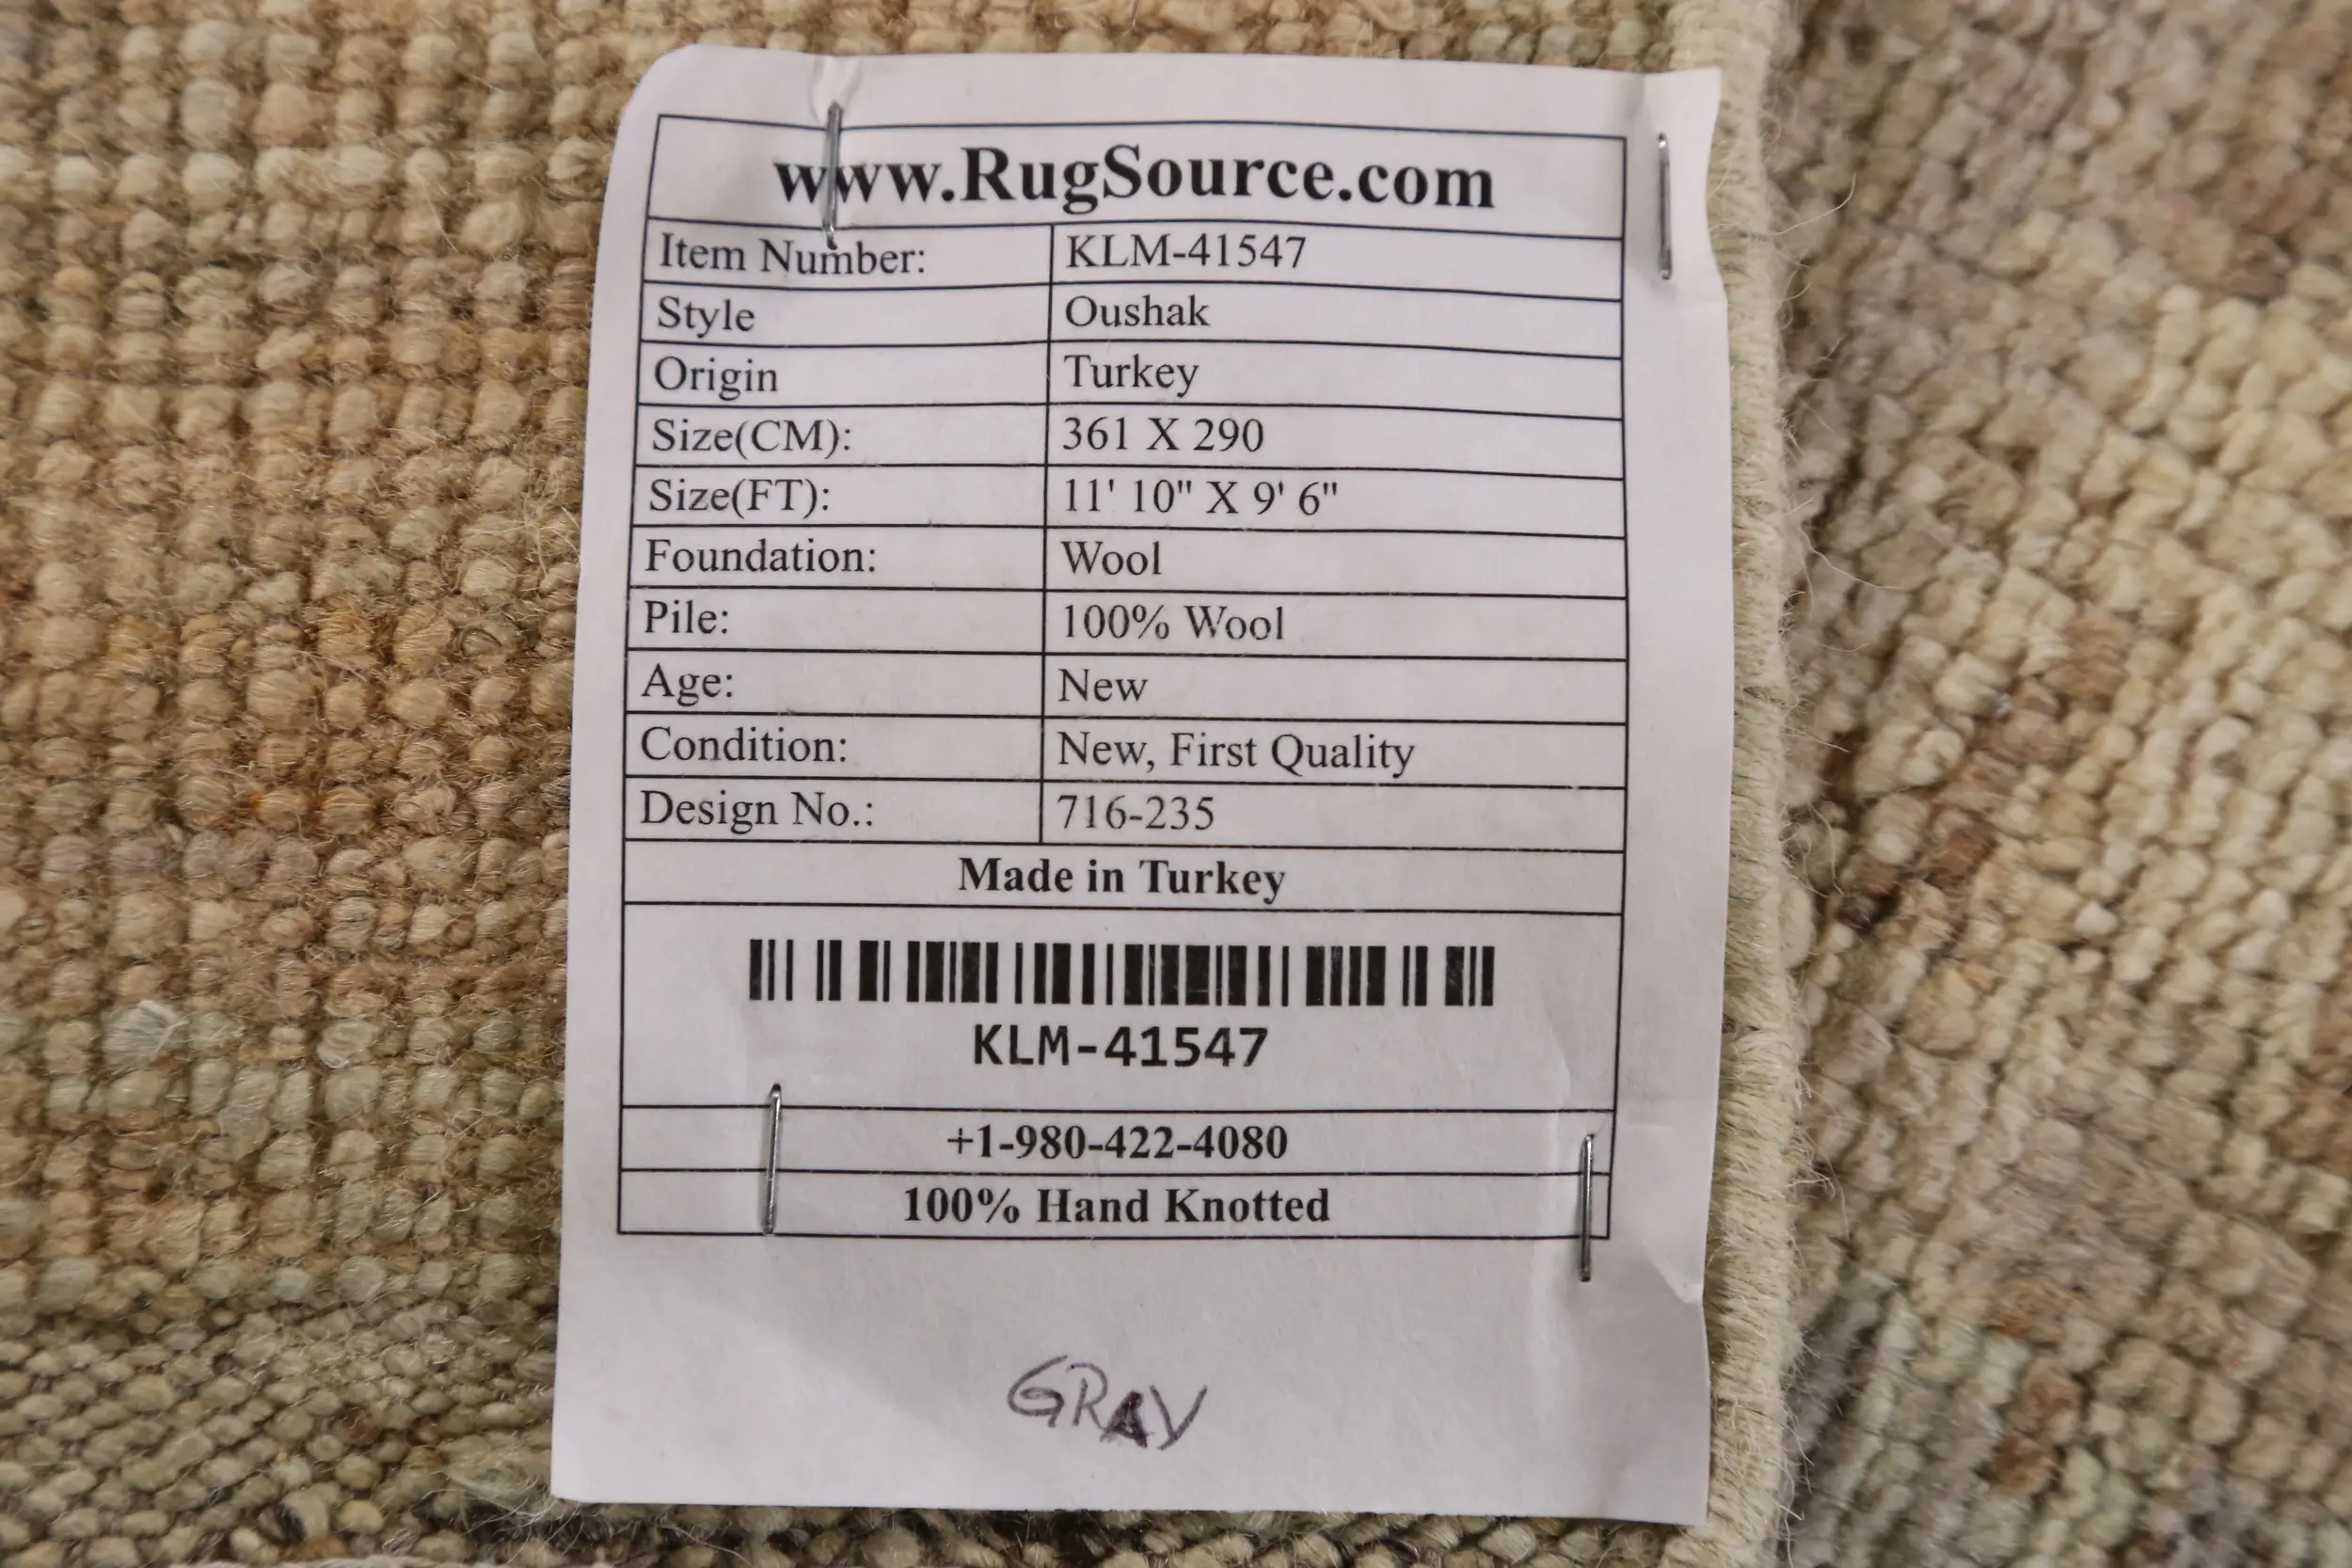 www.RugSource.com
Item Number: KLM-41547
Style Oushak
Origin Turkey
Size(CM): 361 X 290
Size(FT): 11' 10" X 9' 6"
Foundation: Wool
Pile: 100% Wool
Age: New
Condition: New, First Quality
Design No.: 716-235
Made in Turkey
KLM-41547
+1-980-422-4080
100% Hand Knotted
GRAY